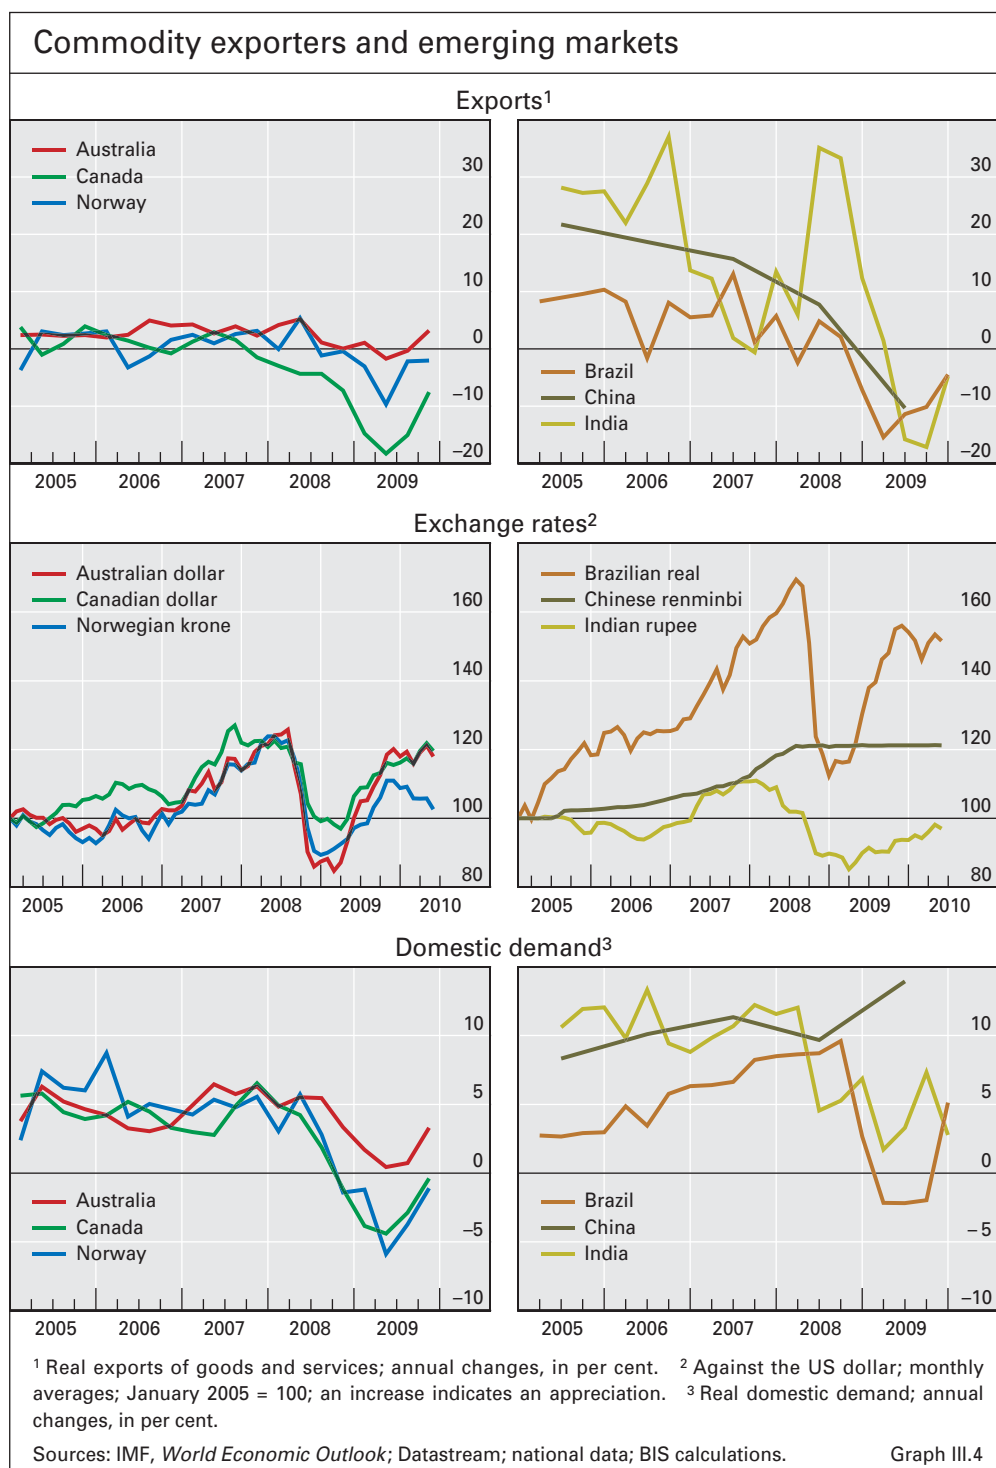 Commodity exporters and emerging markets
Exports¹
Australia
Canada
Norway
30
20
10
0
–10
–20
2005 2006 2007 2008 2009
Brazil
China
India
30
20
10
0
–10
–20
2005 2006 2007 2008 2009
Exchange rates²
Australian dollar
Canadian dollar
Norwegian krone
160
140
120
100
80
2005 2006 2007 2008 2009 2010
Brazilian real
Chinese renminbi
Indian rupee
160
140
120
100
80
2005 2006 2007 2008 2009 2010
Domestic demand³
10
5
0
–5
–10
Australia
Canada
Norway
2005 2006 2007 2008 2009
10
5
0
–5
–10
Brazil
China
India
2005 2006 2007 2008 2009
¹ Real exports of goods and services; annual changes, in per cent. ² Against the US dollar; monthly
averages; January 2005 = 100; an increase indicates an appreciation. ³ Real domestic demand; annual
changes, in per cent.
Sources: IMF, World Economic Outlook; Datastream; national data; BIS calculations. Graph III.4